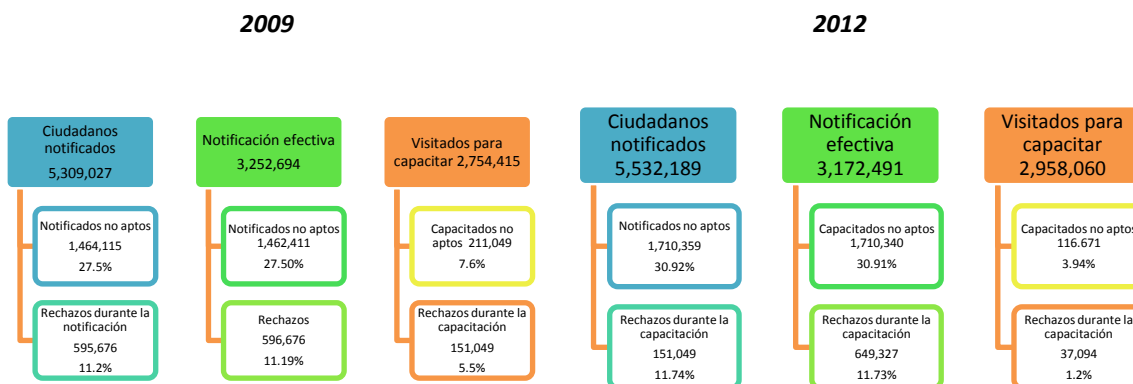 2009
2012
Ciudadanos
notificados
5,309,027
Notificados no aptos
1,464,115
27.5%
Rechazos durante la
notificación
595,676
11.2%
Notificación efectiva
3,252,694
Notificados no aptos
1,462,411
27.50%
Rechazos
596,676
11.19%
Visitados para
capacitar 2,754,415
Capacitados no
aptos 211,049
7.6%
Rechazos durante la
capacitación
151,049
5.5%
Ciudadanos
notificados
5,532,189
Notificados no aptos
1,710,359
30.92%
Rechazos durante la
capacitación
151,049
11.74%
Notificación
efectiva
3,172,491
Capacitados no aptos
1,710,340
30.91%
Rechazos durante la
capacitación
649,327
11.73%
Visitados para
capacitar
2,958,060
Capacitados no aptos
116.671
3.94%
Rechazos durante la
capacitación
37,094
1.2%